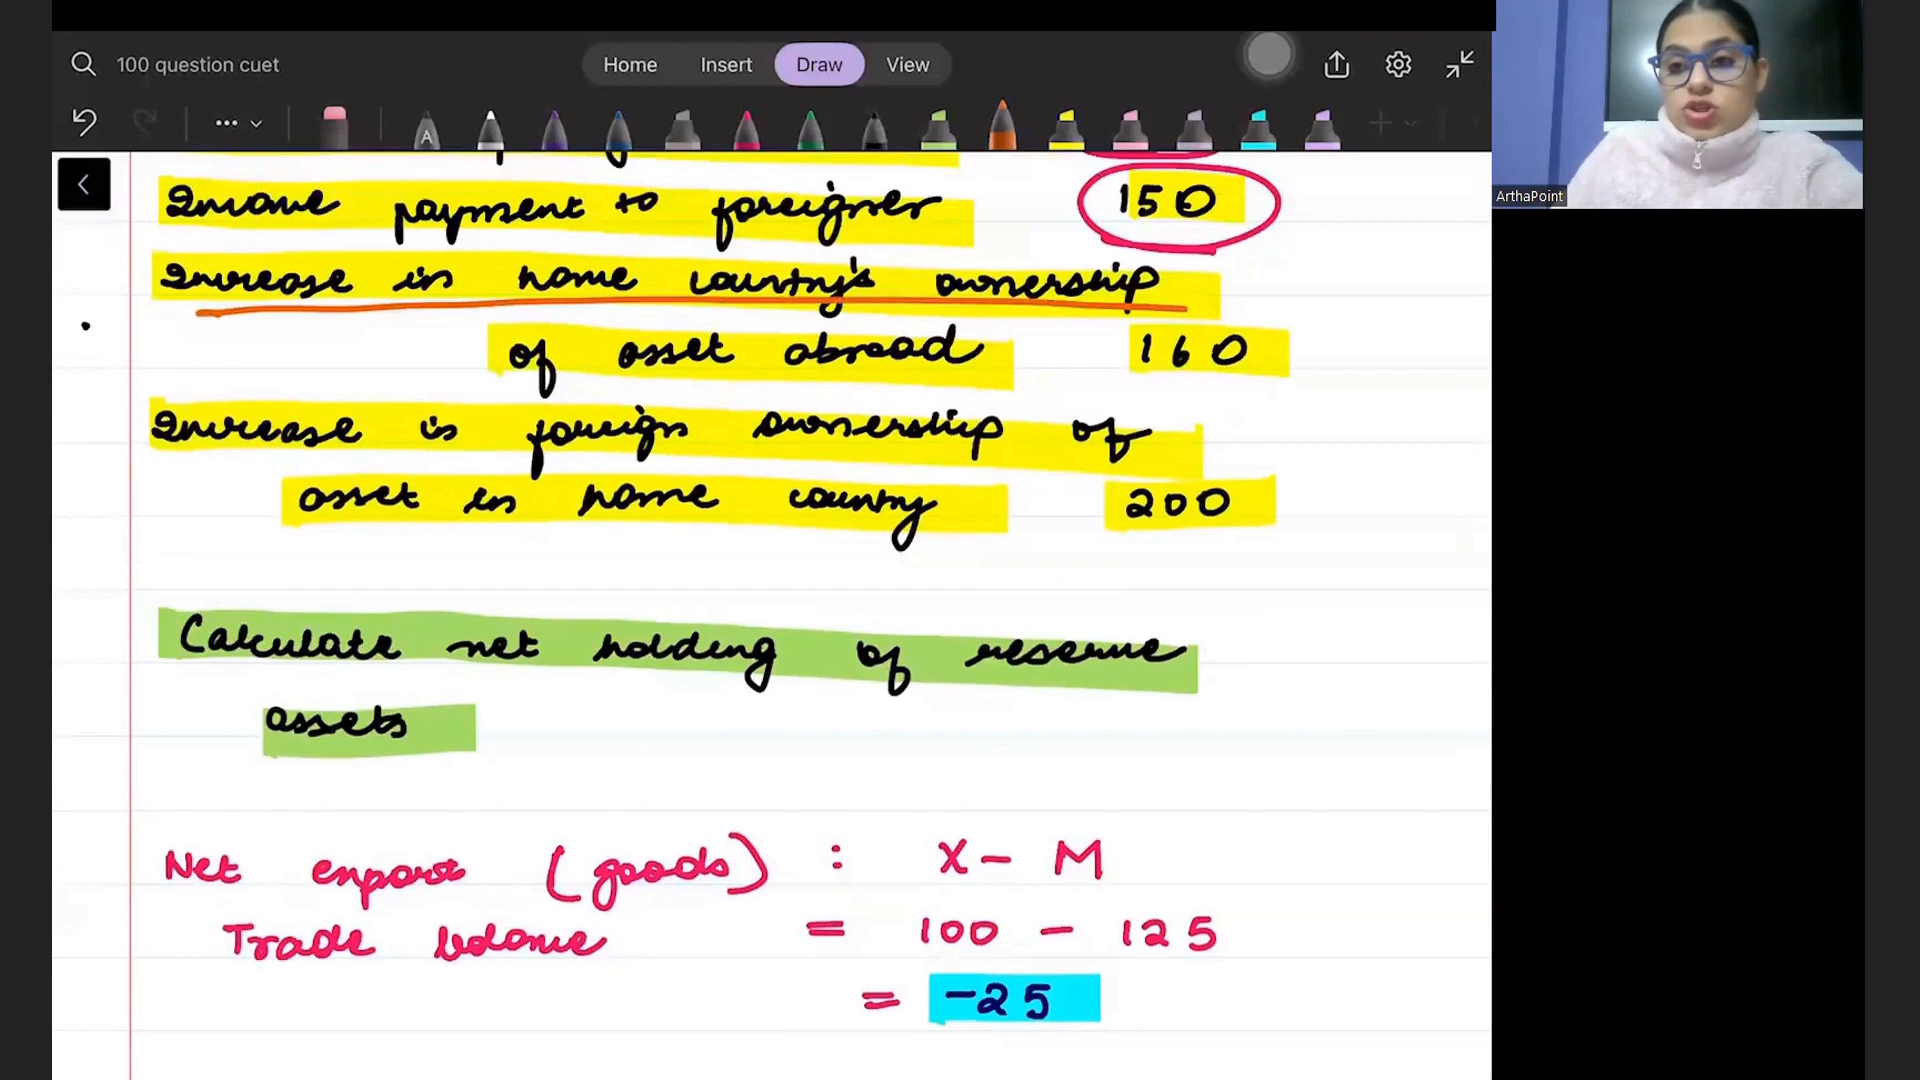 100 question cuet
Home Insert Draw View
A
ArthaPoint
Income payment to foreigner 150
Increase in home country's ownership
of asset abroad 160
Increase is foreign ownership of
asset in home country 200
Calculate net holding of reserve
assets
Net export (goods) : X - M
Trade balance = 100 - 125
= -25